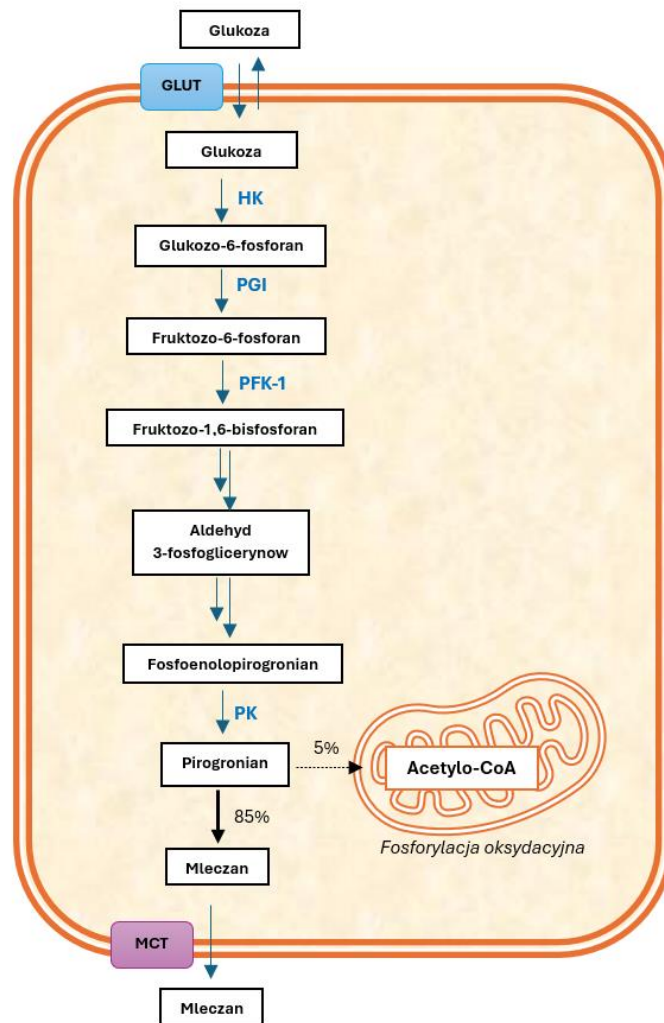 Glukoza
GLUT
Glukoza
HK
Glukozo-6-fosforan
PGI
Fruktozo-6-fosforan
PFK-1
Fruktozo-1,6-bisfosforan
Aldehyd
3-fosfoglicerynow
Fosfoenolopirogronian
PK
Pirogronian
5%
Acetylo-CoA
85%
Fosforylacja oksydacyjna
Mleczan
MCT
Mleczan